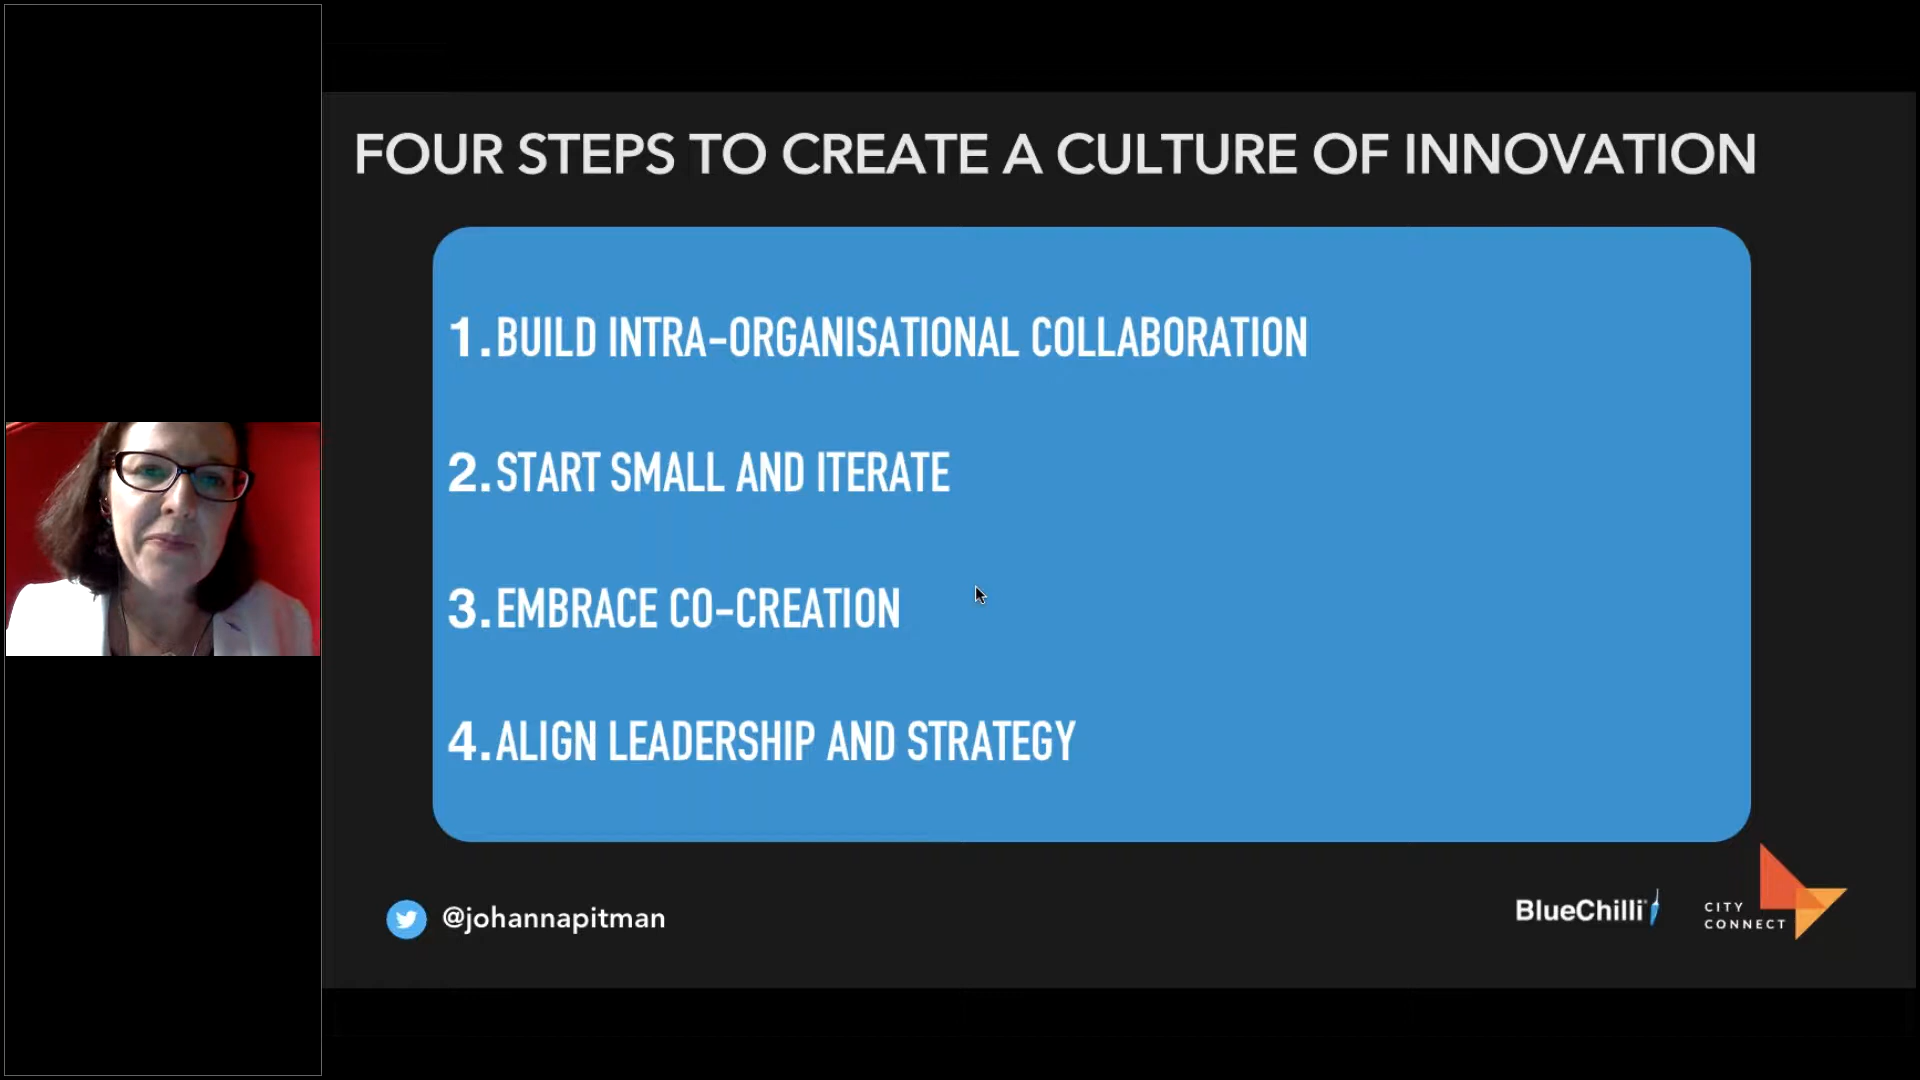 FOUR STEPS TO CREATE A CULTURE OF INNOVATION
1. BUILD INTRA-ORGANISATIONAL COLLABORATION
2. START SMALL AND ITERATE
3. EMBRACE CO-CREATION
4. ALIGN LEADERSHIP AND STRATEGY
@johannapitman
BlueChilli
CITY
CONNECT